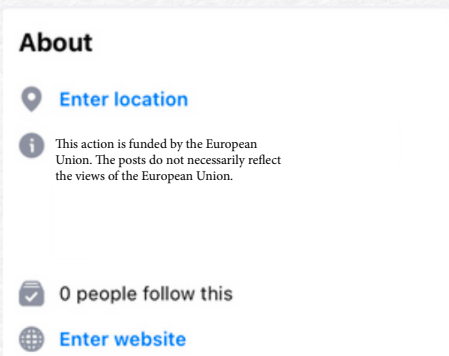 About
Enter location
This action is funded by the European
Union. The posts do not necessarily reflect
the views of the European Union.
0 people follow this
Enter website